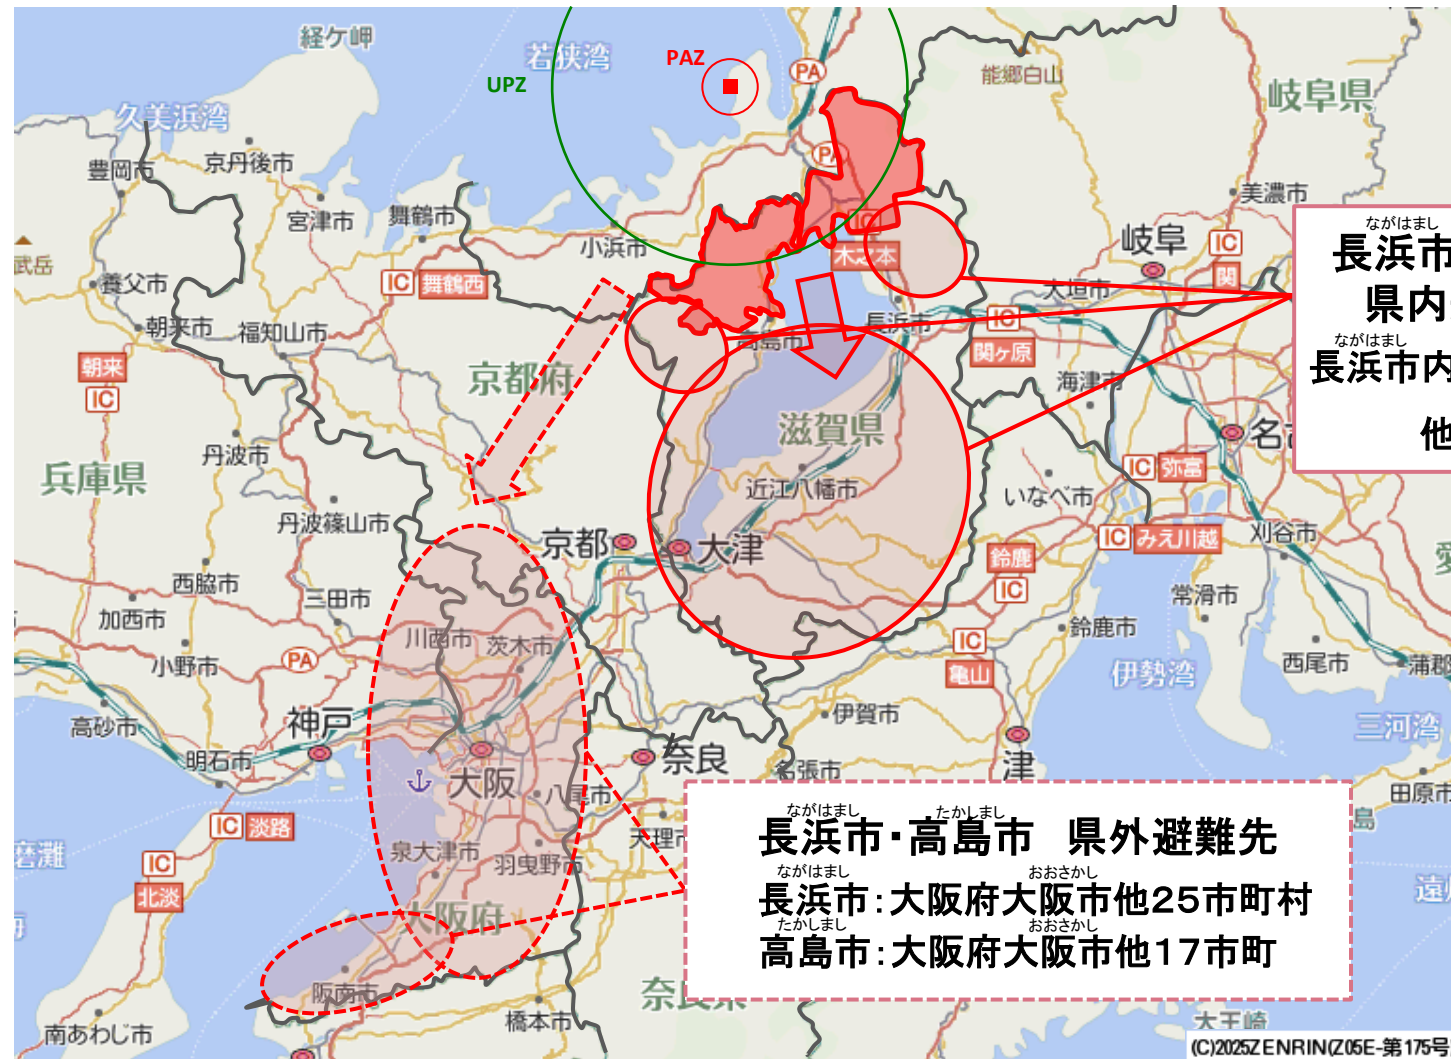 経ケ岬
若狭湾
PAZ
UPZ
PA
能郷白山
岐阜県
久美浜湾
豊岡市
京丹後市
PA
美濃市
宮津市
舞鶴市
小浜市
IC
木之本
岐阜
IC
関
武岳
養父市
IC
舞鶴西
大垣市
朝来市
福知山市
高島市
長浜市
IC
関ヶ原
朝来
IC
京都府
海津市
滋賀県
兵庫県
丹波市
近江八幡市
いなべ市
IC
弥富
丹波篠山市
京都
大津
IC
みえ川越
刈谷市
鈴鹿
IC
西脇市
三田市
加西市
常滑市
川西市
茨木市
鈴鹿市
小野市
PA
IC
亀山
伊勢湾
西尾市
蒲郡
高砂市
神戸
伊賀市
三河湾
明石市
奈良
名張市
津
大阪
八尾市
田原市
IC
淡路
天理市
島
泉大津市
羽曳野市
IC
北淡
大阪府
阪南市
奈良県
南あわじ市
橋本市
大王崎
ながはまし
長浜市
県内
ながはまし
長浜市内
他
ながはまし たかしまし
長浜市・高島市 県外避難先
ながはまし おおさかし
長浜市：大阪府大阪市他25市町村
たかしまし おおさかし
高島市：大阪府大阪市他17市町
(C)2025ZENRIN(Z05E-第175号